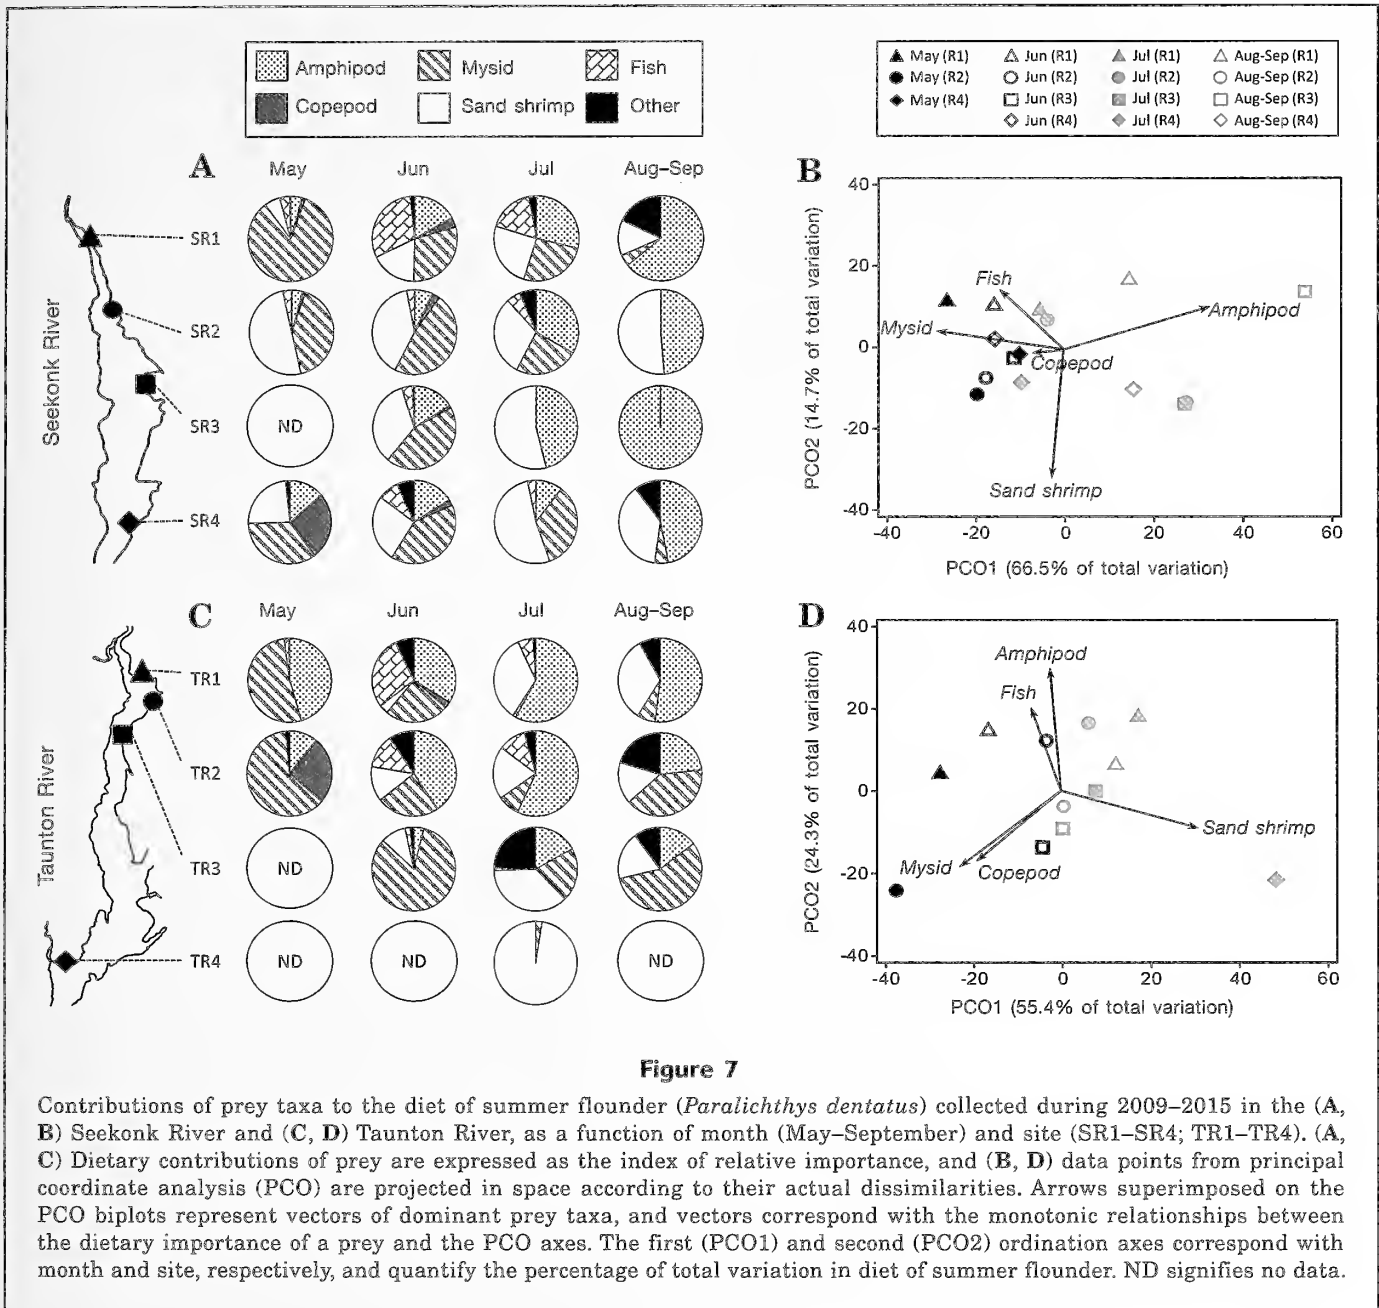 Amphipod Mysid Fish
Copepod Sand shrimp Other
May (R1) Jun (R1) Jul (R1) Aug-Sep (R1)
May (R2) Jun (R2) Jul (R2) Aug-Sep (R2)
May (R4) Jun (R3) Jul (R3) Aug-Sep (R3)
Jun (R4) Jul (R4) Aug-Sep (R4)
A
May Jun Jul Aug–Sep
Seekonk River
SR1
SR2
SR3
ND
SR4
B
40
20
0
-20
-40
PCO2 (14.7% of total variation)
Fish
Amphipod
Mysid
Copepod
Sand shrimp
-40 -20 0 20 40 60
PCO1 (66.5% of total variation)
C
May Jun Jul Aug–Sep
Taunton River
TR1
TR2
TR3
ND
TR4
ND ND ND
D
40
20
0
-20
-40
PCO2 (24.3% of total variation)
Amphipod
Fish
Sand shrimp
Mysid
Copepod
-40 -20 0 20 40 60
PCO1 (55.4% of total variation)
Figure 7
Contributions of prey taxa to the diet of summer flounder (Paralichthys dentatus) collected during 2009–2015 in the (A,
B) Seekonk River and (C, D) Taunton River, as a function of month (May–September) and site (SR1–SR4; TR1–TR4). (A,
C) Dietary contributions of prey are expressed as the index of relative importance, and (B, D) data points from principal
coordinate analysis (PCO) are projected in space according to their actual dissimilarities. Arrows superimposed on the
PCO biplots represent vectors of dominant prey taxa, and vectors correspond with the monotonic relationships between
the dietary importance of a prey and the PCO axes. The first (PCO1) and second (PCO2) ordination axes correspond with
month and site, respectively, and quantify the percentage of total variation in diet of summer flounder. ND signifies no data.